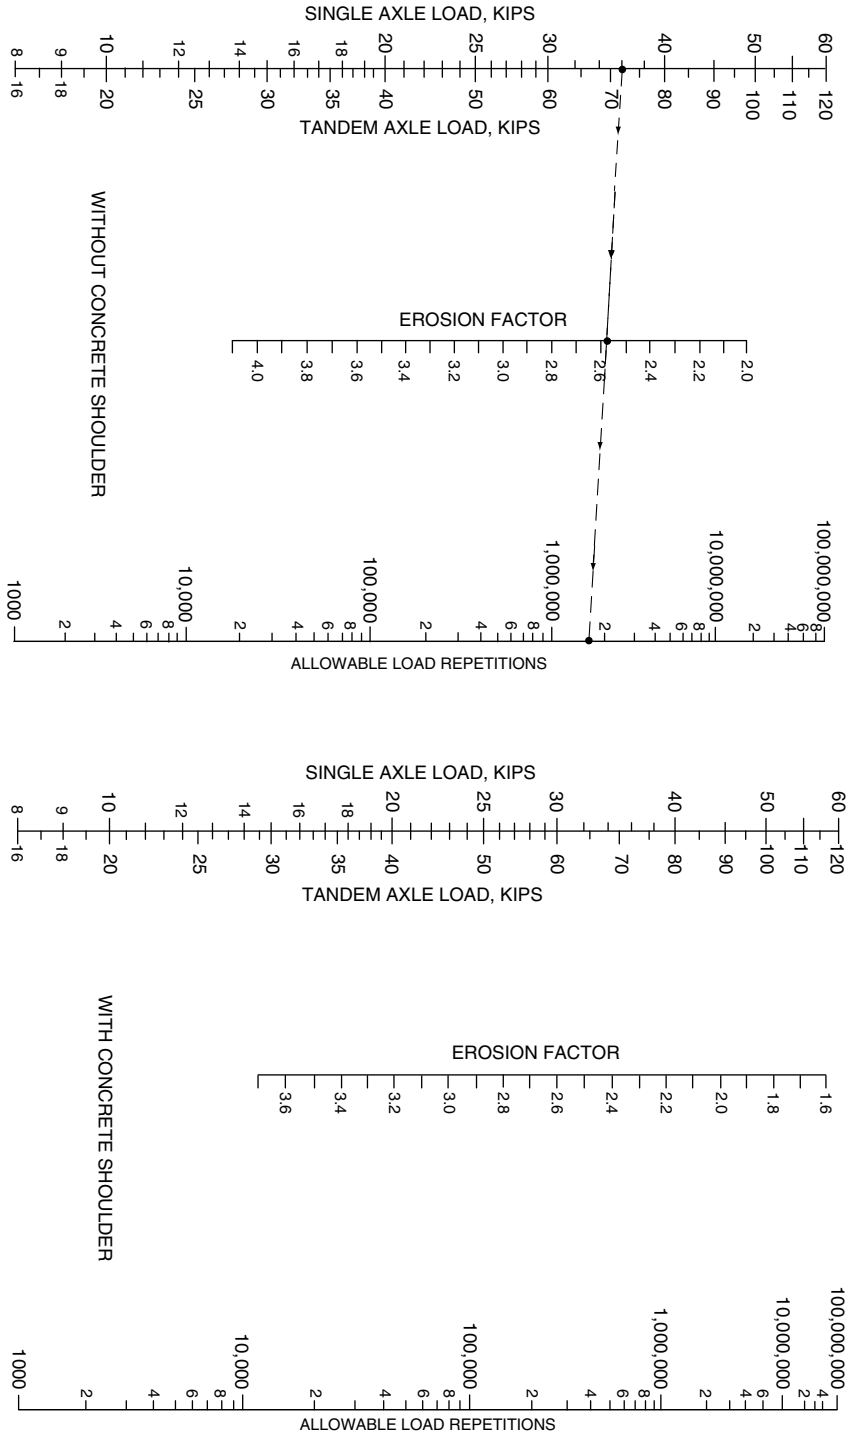 SINGLE AXLE LOAD, KIPS
8 9 10 12 14 16 18 20 25 30 40 50 60
16 18 20 25 30 35 40 50 60 70 80 90 100 110 120
TANDEM AXLE LOAD, KIPS
WITHOUT CONCRETE SHOULDER
EROSION FACTOR
4.0 3.8 3.6 3.4 3.2 3.0 2.8 2.6 2.4 2.2 2.0
1000 10,000 100,000 1,000,000 10,000,000 100,000,000
2 4 6 8 2 4 6 8 2 4 6 8 2 4 6 8 2 4 6 8
ALLOWABLE LOAD REPETITIONS
SINGLE AXLE LOAD, KIPS
8 9 10 12 14 16 18 20 25 30 40 50 60
16 18 20 25 30 35 40 50 60 70 80 90 100 110 120
TANDEM AXLE LOAD, KIPS
WITH CONCRETE SHOULDER
EROSION FACTOR
3.6 3.4 3.2 3.0 2.8 2.6 2.4 2.2 2.0 1.8 1.6
1000 10,000 100,000 1,000,000 10,000,000 100,000,000
2 4 6 8 2 4 6 8 2 4 6 8 2 4 6 2 4
ALLOWABLE LOAD REPETITIONS